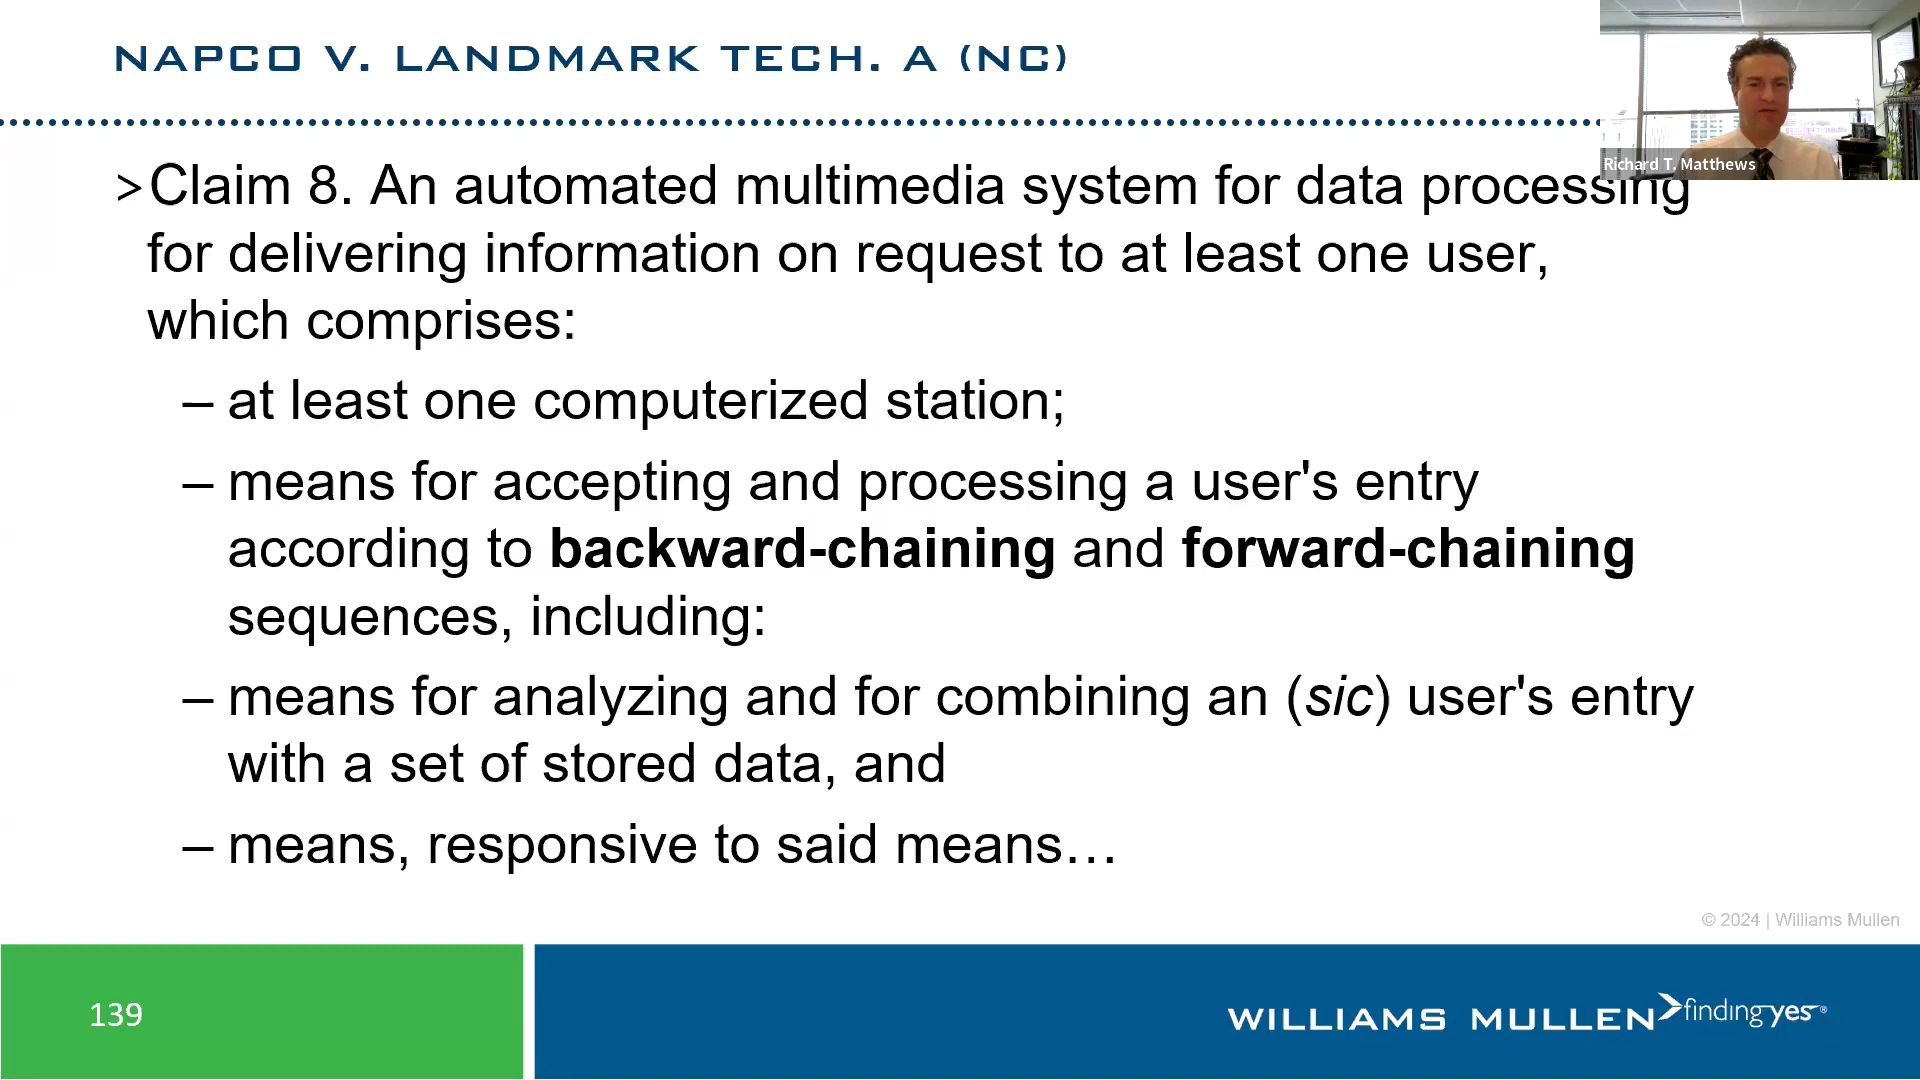 NAPCO V. LANDMARK TECH. A (NC)
Richard T. Matthews
>Claim 8. An automated multimedia system for data processing
for delivering information on request to at least one user,
which comprises:
– at least one computerized station;
– means for accepting and processing a user's entry
according to backward-chaining and forward-chaining
sequences, including:
– means for analyzing and for combining an (sic) user's entry
with a set of stored data, and
– means, responsive to said means…
© 2024 | Williams Mullen
139
WILLIAMS MULLEN finding yes®